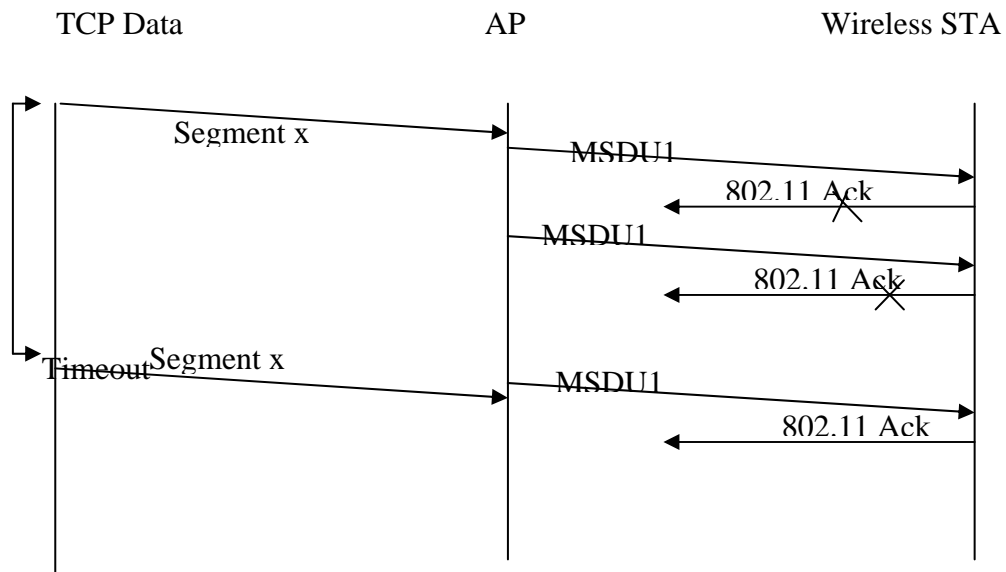 TCP Data AP Wireless STA
Segment x
MSDU1
802.11 Ack
MSDU1
802.11 Ack
Timeout Segment x
MSDU1
802.11 Ack